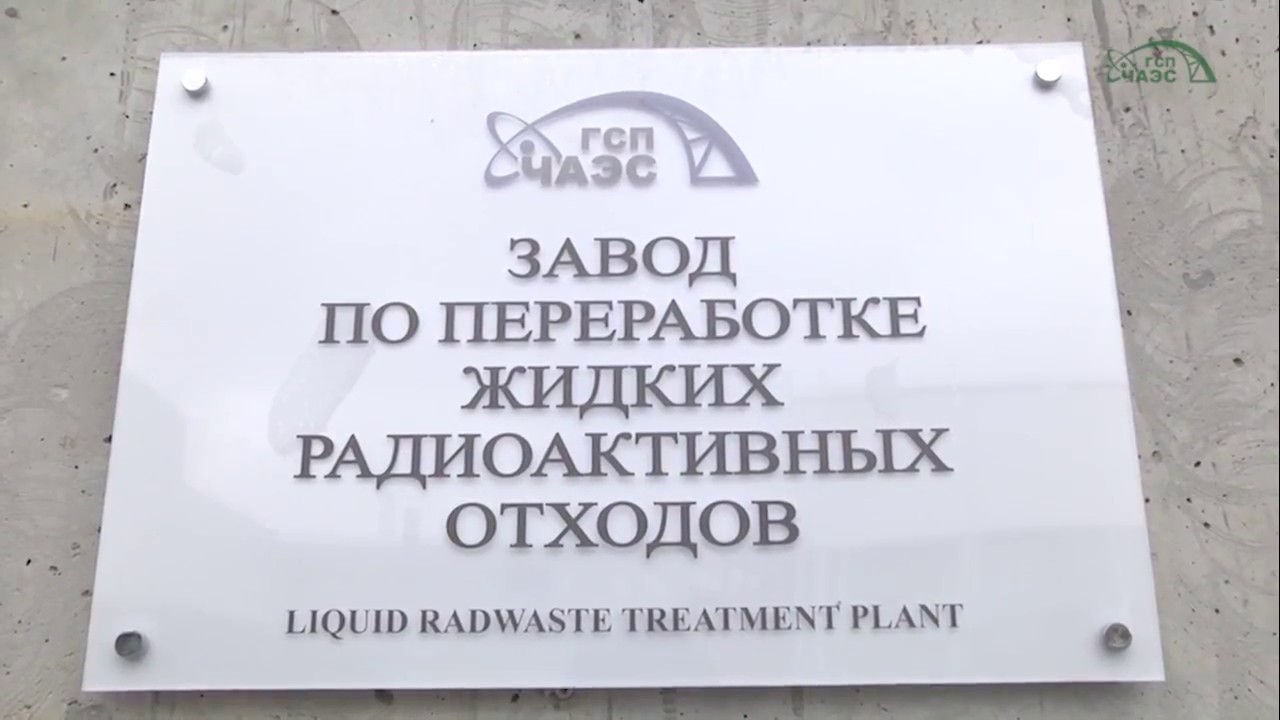 ГСП
ЧАЭС
ГСП
ЧАЭС
ЗАВОД
ПО ПЕРЕРАБОТКЕ
ЖИДКИХ
РАДИОАКТИВНЫХ
ОТХОДОВ
LIQUID RADWASTE TREATMENT PLANT